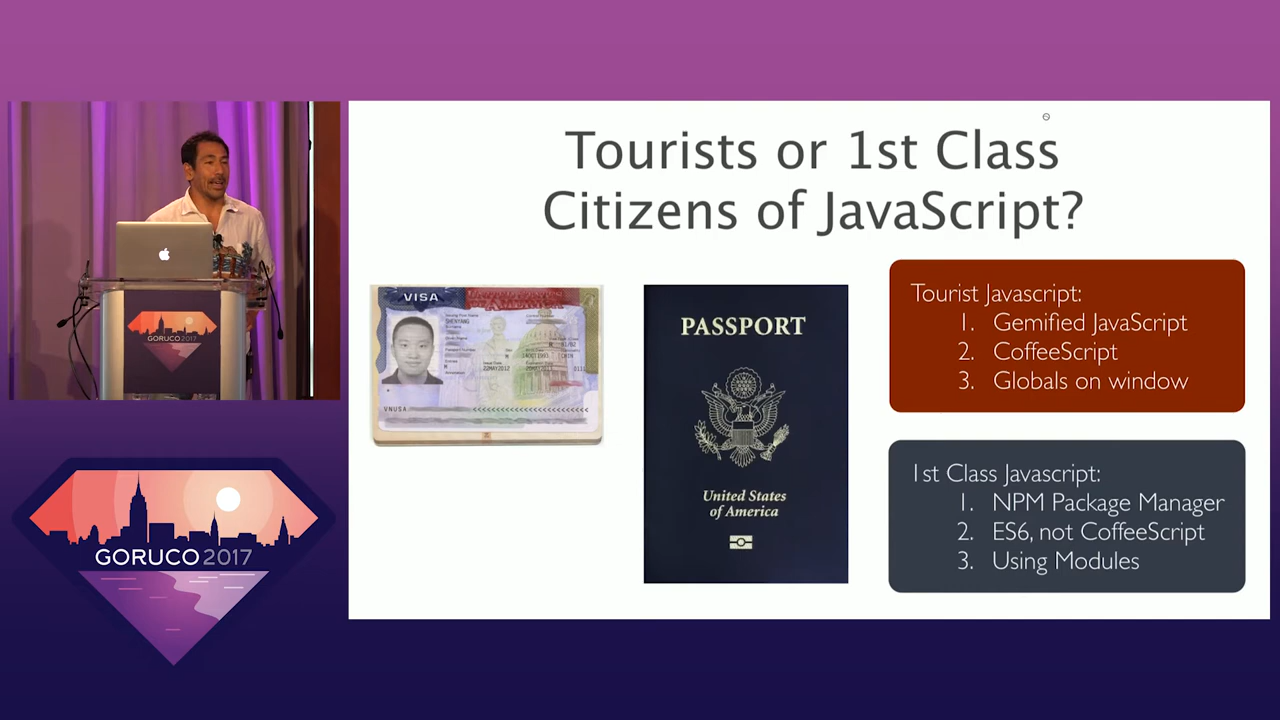 Tourists or 1st Class
Citizens of JavaScript?
VISA
22MAY2012
VNUSA
PASSPORT
United States
of America
Tourist Javascript:
1. Gemified JavaScript
2. CoffeeScript
3. Globals on window
1st Class Javascript:
1. NPM Package Manager
2. ES6, not CoffeeScript
3. Using Modules
GORUCO 2017
GORUCO 2017